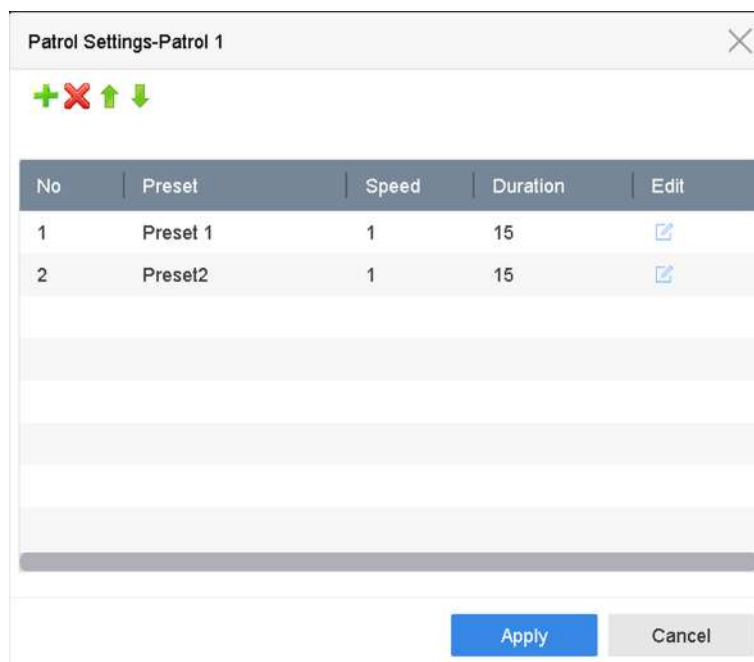 Patrol Settings-Patrol 1
No Preset Speed Duration Edit
1 Preset 1 1 15
2 Preset2 1 15
Apply Cancel